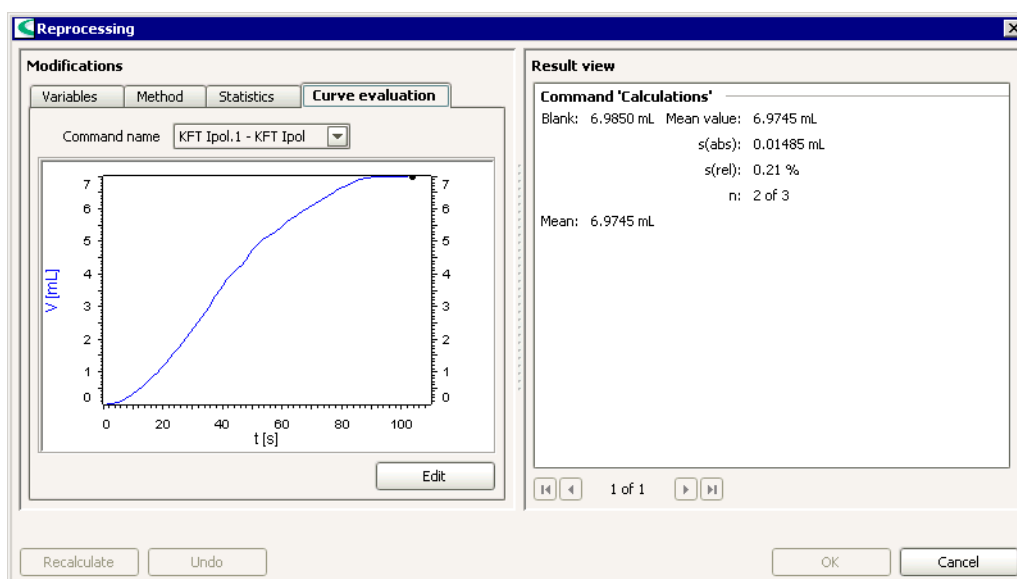 Reprocessing
Modifications
Variables Method Statistics Curve evaluation
Command name KFT Ipol.1 - KFT Ipol
V [mL]
7 7
6 6
5 5
4 4
3 3
2 2
1 1
0 0
0 20 40 60 80 100
t [s]
Edit
Result view
Command 'Calculations'
Blank: 6.9850 mL Mean value: 6.9745 mL
s(abs): 0.01485 mL
s(rel): 0.21 %
n: 2 of 3
Mean: 6.9745 mL
1 of 1
Recalculate Undo OK Cancel